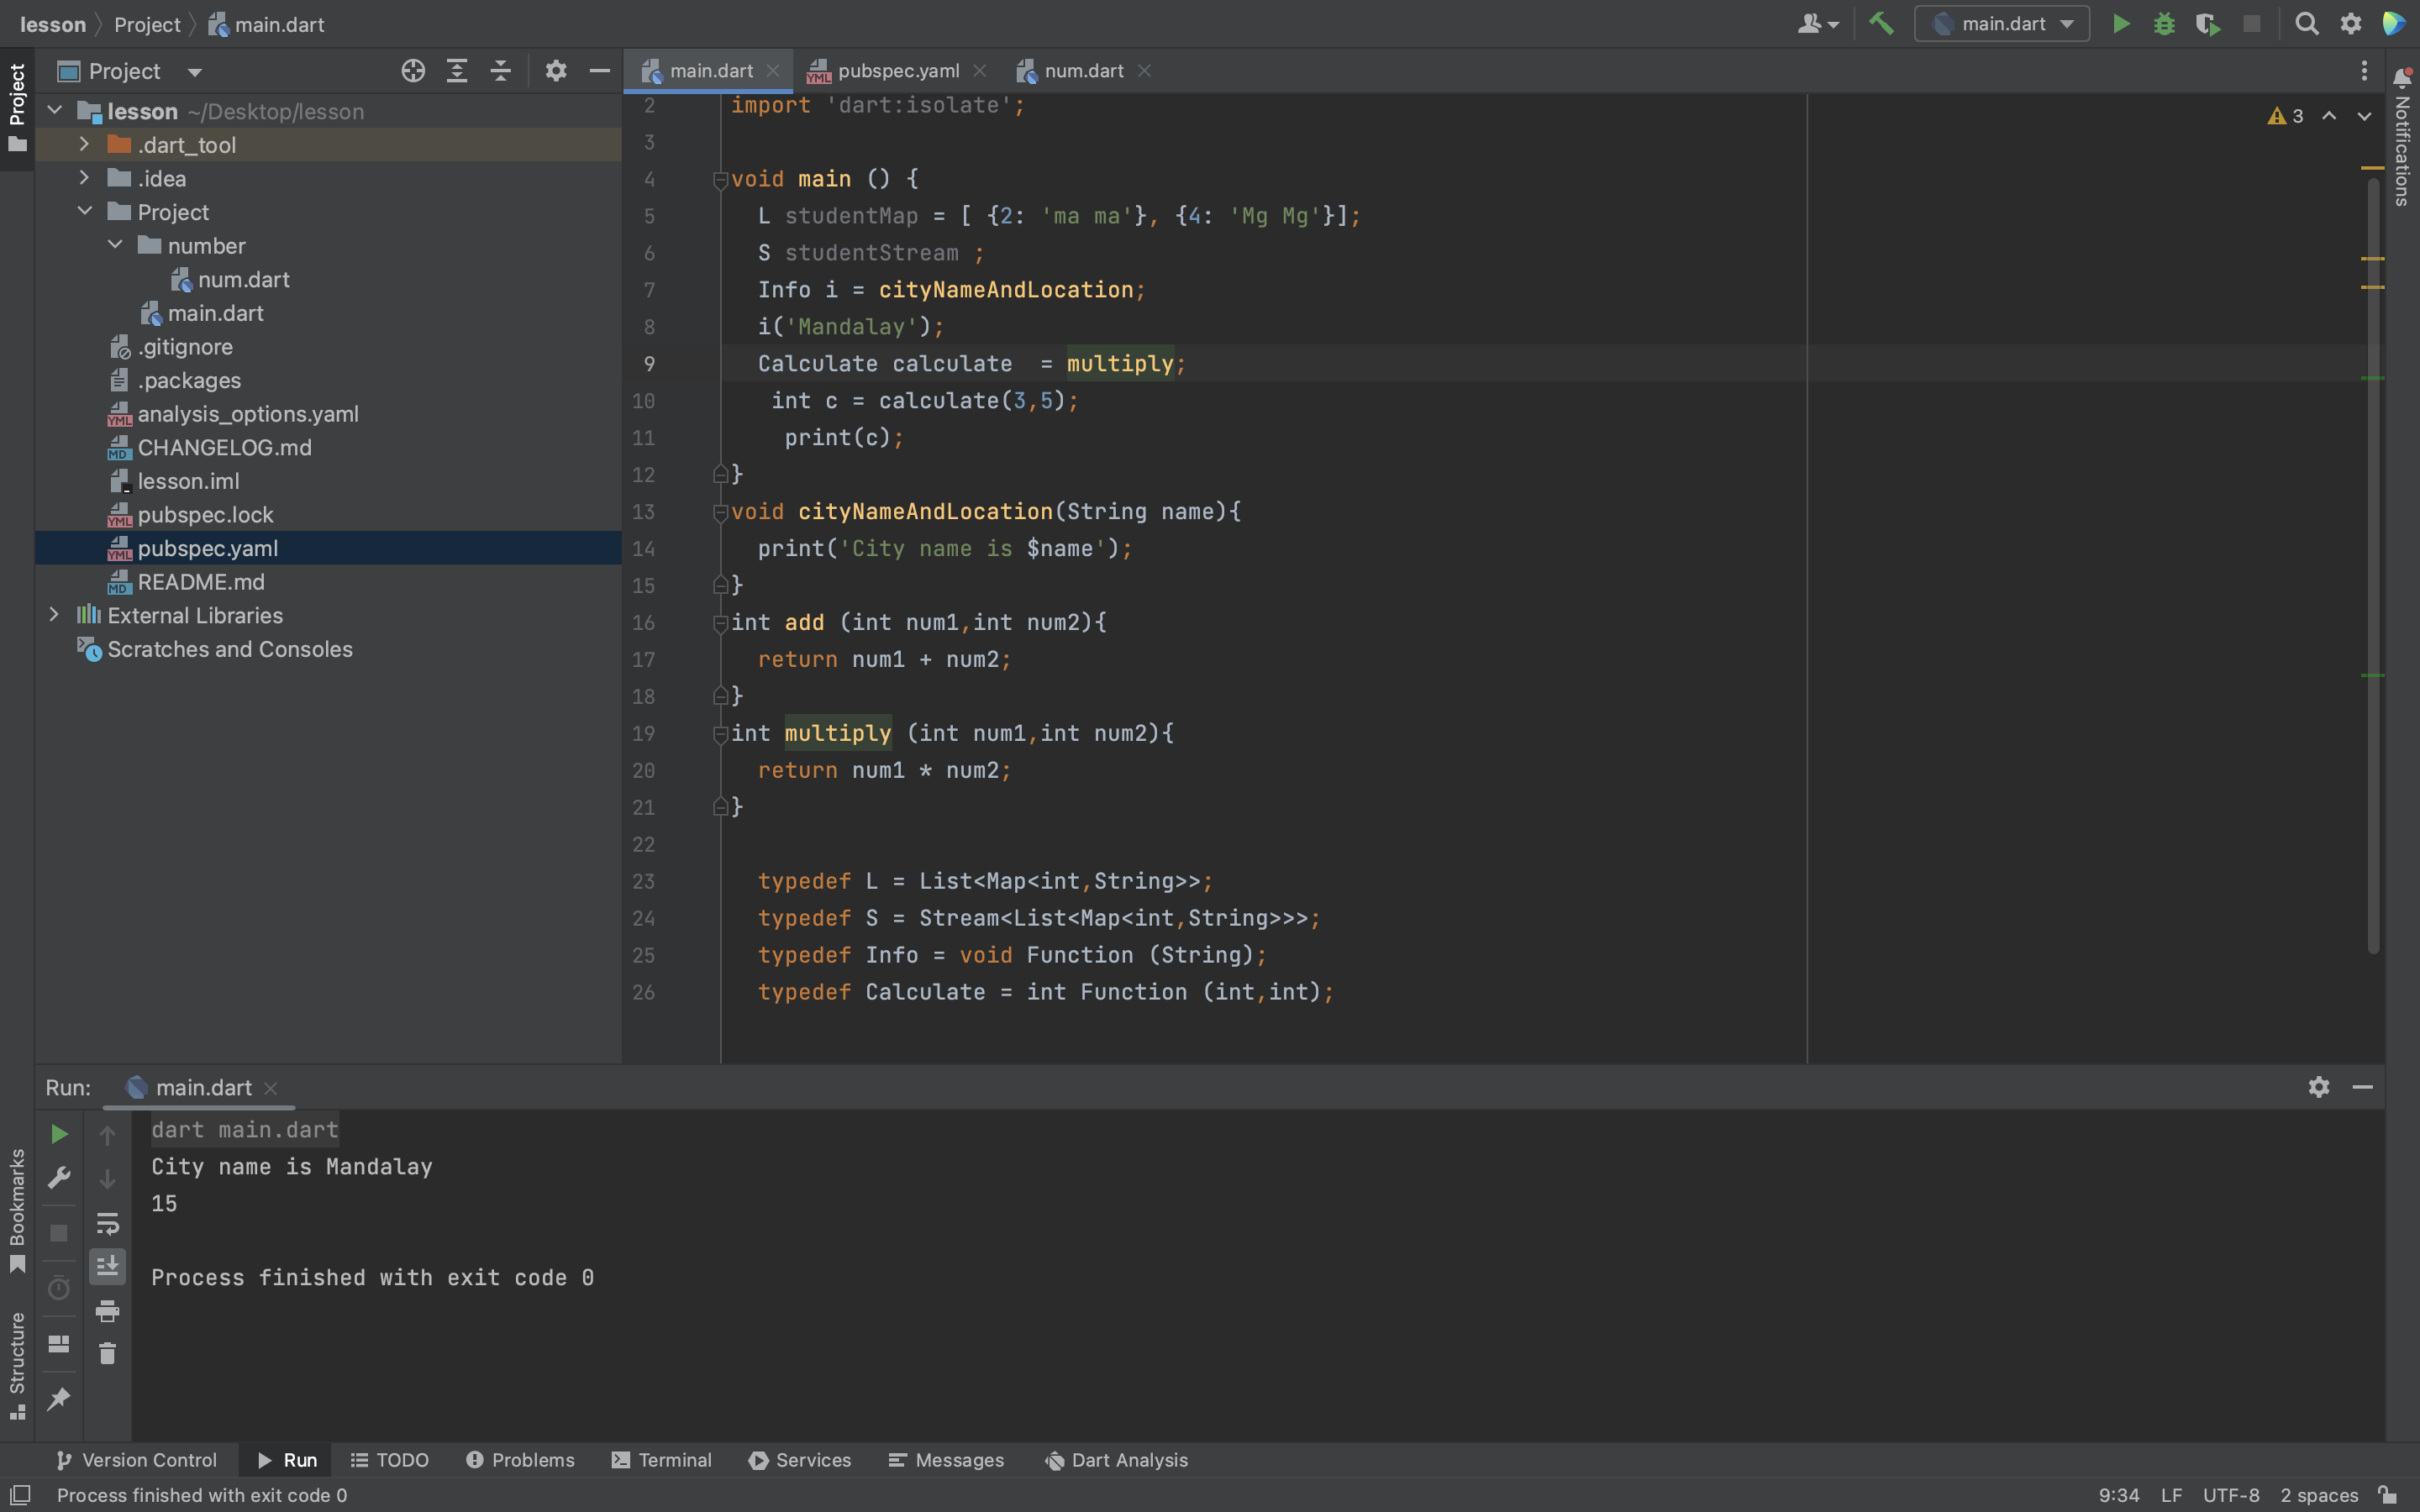 lesson Project main.dart
main.dart
Project
Project
main.dart pubspec.yaml num.dart
Notifications
lesson ~/Desktop/lesson
.dart_tool
.idea
Project
number
num.dart
main.dart
.gitignore
.packages
analysis_options.yaml
CHANGELOG.md
lesson.iml
pubspec.lock
pubspec.yaml
README.md
External Libraries
Scratches and Consoles
3
2 import 'dart:isolate';
3
4 void main () {
5 L studentMap = [ {2: 'ma ma'}, {4: 'Mg Mg'}];
6 S studentStream ;
7 Info i = cityNameAndLocation;
8 i('Mandalay');
9 Calculate calculate  = multiply;
10 int c = calculate(3,5);
11 print(c);
12 }
13 void cityNameAndLocation(String name){
14 print('City name is $name');
15 }
16 int add (int num1,int num2){
17 return num1 + num2;
18 }
19 int multiply (int num1,int num2){
20 return num1 * num2;
21 }
22
23 typedef L = List<Map<int,String>>;
24 typedef S = Stream<List<Map<int,String>>>;
25 typedef Info = void Function (String);
26 typedef Calculate = int Function (int,int);
Run: main.dart
dart main.dart
City name is Mandalay
15
Process finished with exit code 0
Bookmarks
Structure
Version Control Run TODO Problems Terminal Services Messages Dart Analysis
Process finished with exit code 0
9:34 LF UTF-8 2 spaces